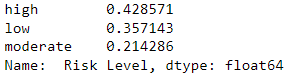 high        0.428571
low         0.357143
moderate    0.214286
Name:  Risk Level, dtype: float64